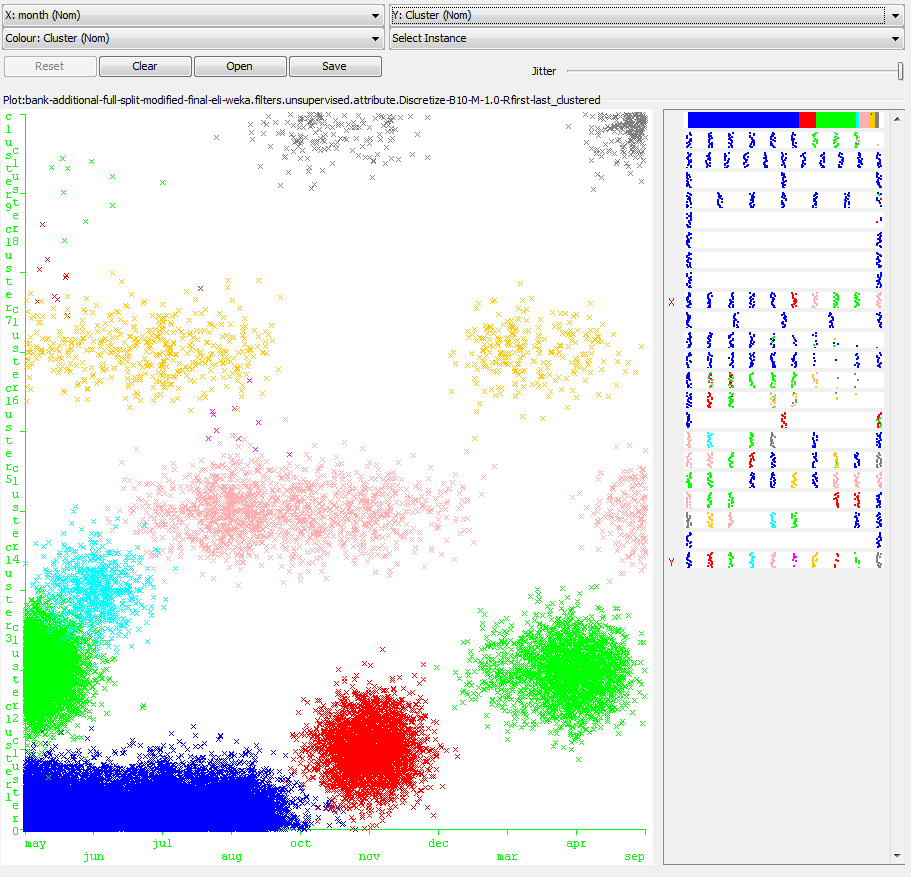 X: month (Nom)
Y: Cluster (Nom)
Colour: Cluster (Nom)
Select Instance
Reset
Clear
Open
Save
Jitter
Plot:bank-additional-full-split-modified-final-eli-weka.filters.unsupervised.attribute.Discretize-B10-M-1.0-Rfirst-last_clustered
X
Y
may
jun
jul
aug
oct
nov
dec
mar
apr
sep